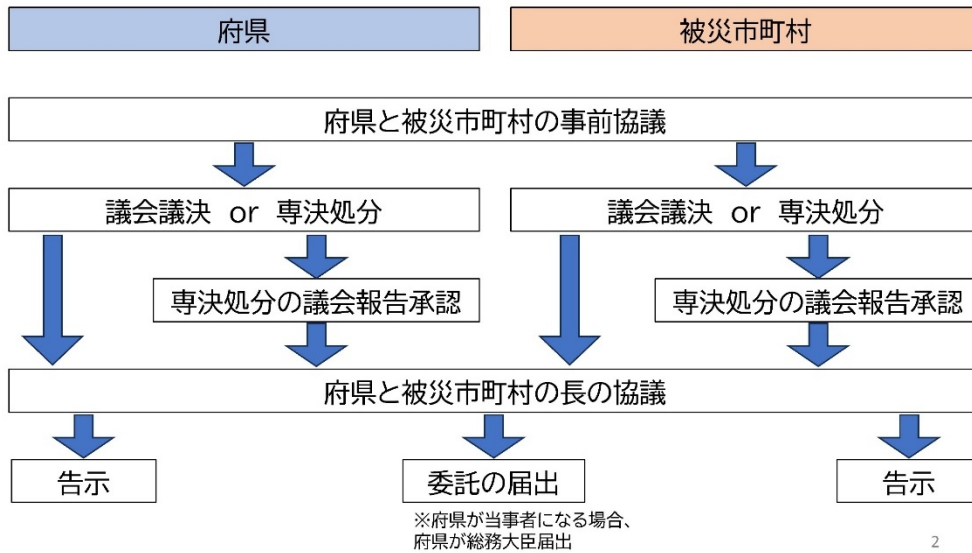 府県
被災市町村
府県と被災市町村の事前協議
議会議決 or 専決処分
議会議決 or 専決処分
専決処分の議会報告承認
専決処分の議会報告承認
府県と被災市町村の長の協議
告示
委託の届出
告示
※府県が当事者になる場合、
府県が総務大臣届出
2